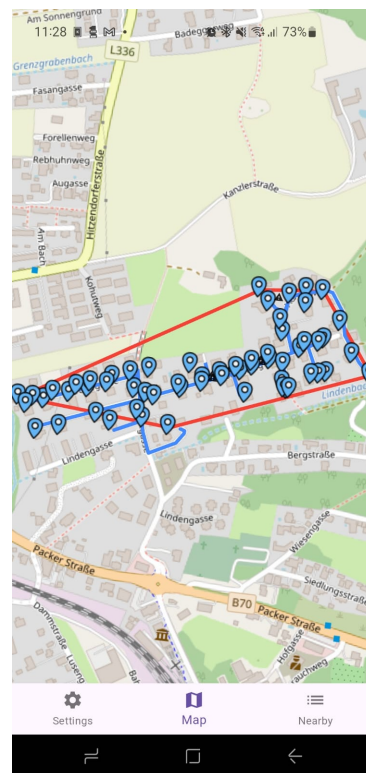 11:28
73%
Am Sonnengrund
L336
Grenzgrabenbach
Fasangasse
Forellenweg
Rebhuhnweg
Augasse
Hitzendorferstraße
Kanzlerstraße
Am Bach
Kohutweg
Lindenbach
Lindengasse
Bergstraße
Lindengasse
Wiesengasse
Packer Straße
Siedlungsstraße
B70
Packer Straße
Dammstraße
Hofgasse
Settings
Map
Nearby